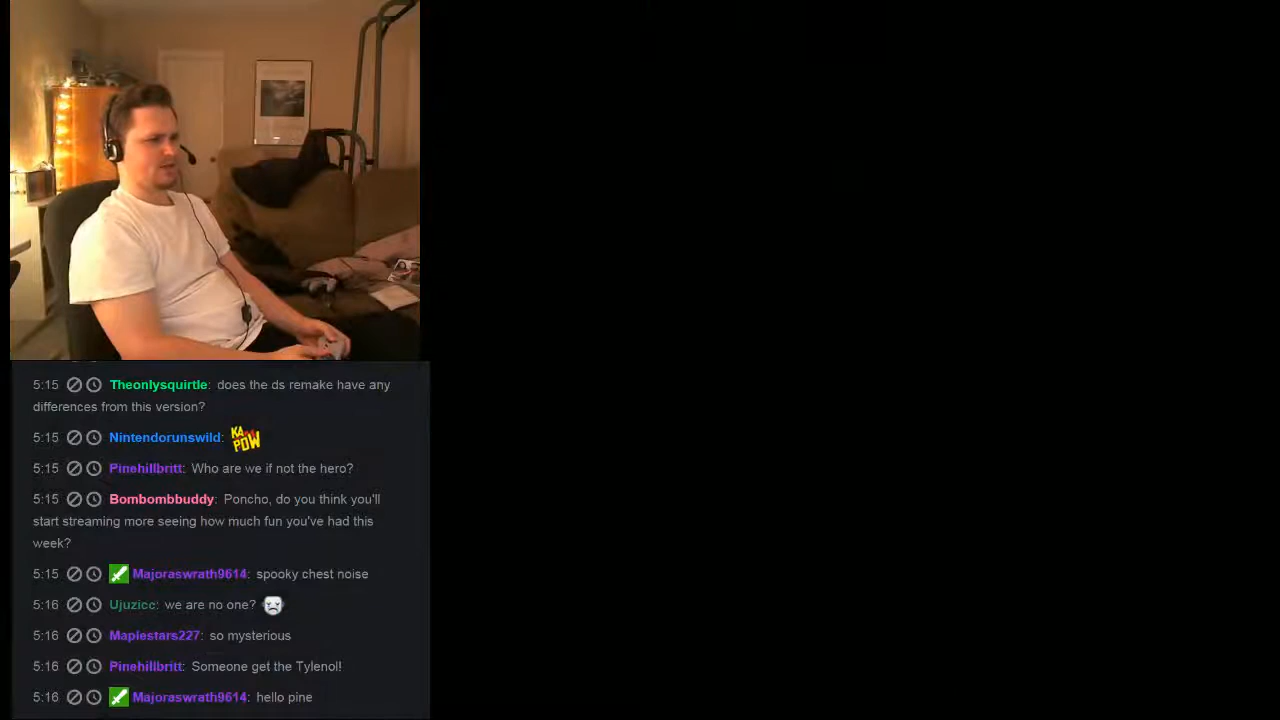 5:15 Theonlysquirtle: does the ds remake have any
differences from this version?
5:15 Nintendorunswild: KA POW
5:15 Pinehillbritt: Who are we if not the hero?
5:15 Bombombbuddy: Poncho, do you think you'll
start streaming more seeing how much fun you've had this
week?
5:15 Majoraswrath9614: spooky chest noise
5:16 Ujuzicc: we are no one?
5:16 Maplestars227: so mysterious
5:16 Pinehillbritt: Someone get the Tylenol!
5:16 Majoraswrath9614: hello pine